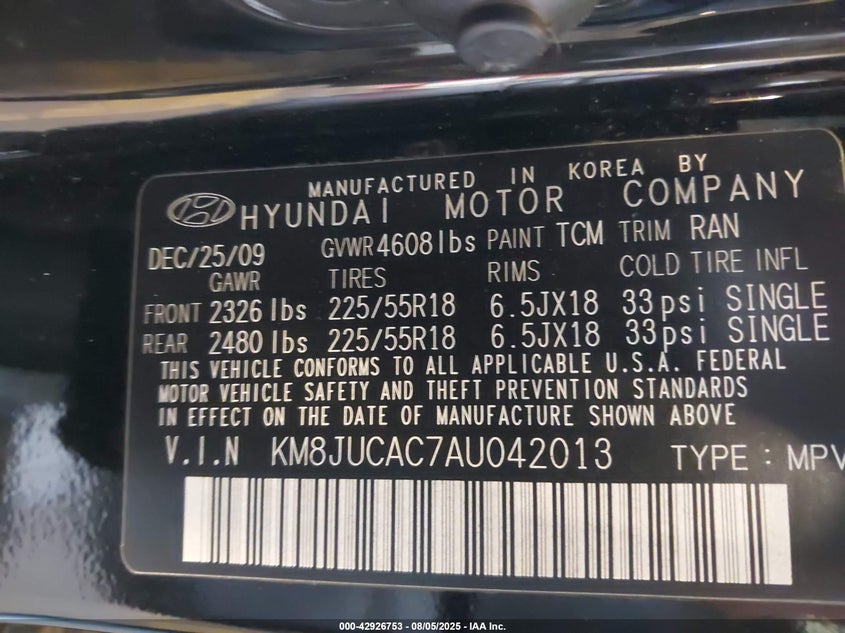 MANUFACTURED IN KOREA BY
HYUNDAI MOTOR COMPANY
DEC/25/09 GVWR 4608 lbs PAINT TCM TRIM RAN
GAWR TIRES RIMS COLD TIRE INFL
FRONT 2326 lbs 225/55R18 6.5JX18 33psi SINGLE
REAR 2480 lbs 225/55R18 6.5JX18 33psi SINGLE
THIS VEHICLE CONFORMS TO ALL APPLICABLE U.S.A. FEDERAL
MOTOR VEHICLE SAFETY AND THEFT PREVENTION STANDARDS
IN EFFECT ON THE DATE OF MANUFACTURE SHOWN ABOVE
V.I.N KM8JUCAC7AU042013 TYPE : MPV
000-42926753 - 08/05/2025 - IAA Inc.